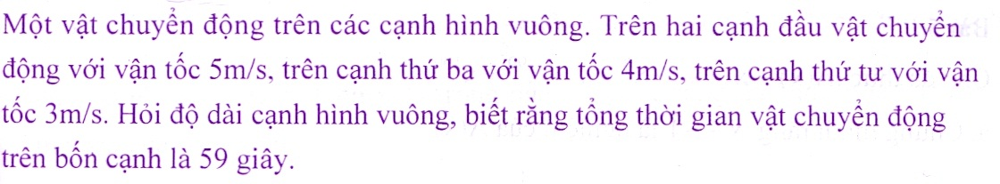 Một vật chuyển động trên các cạnh hình vuông. Trên hai cạnh đầu vật chuyển
động với vận tốc 5m/s, trên cạnh thứ ba với vận tốc 4m/s, trên cạnh thứ tư với vận
tốc 3m/s. Hỏi độ dài cạnh hình vuông, biết rằng tổng thời gian vật chuyển động
trên bốn cạnh là 59 giây.